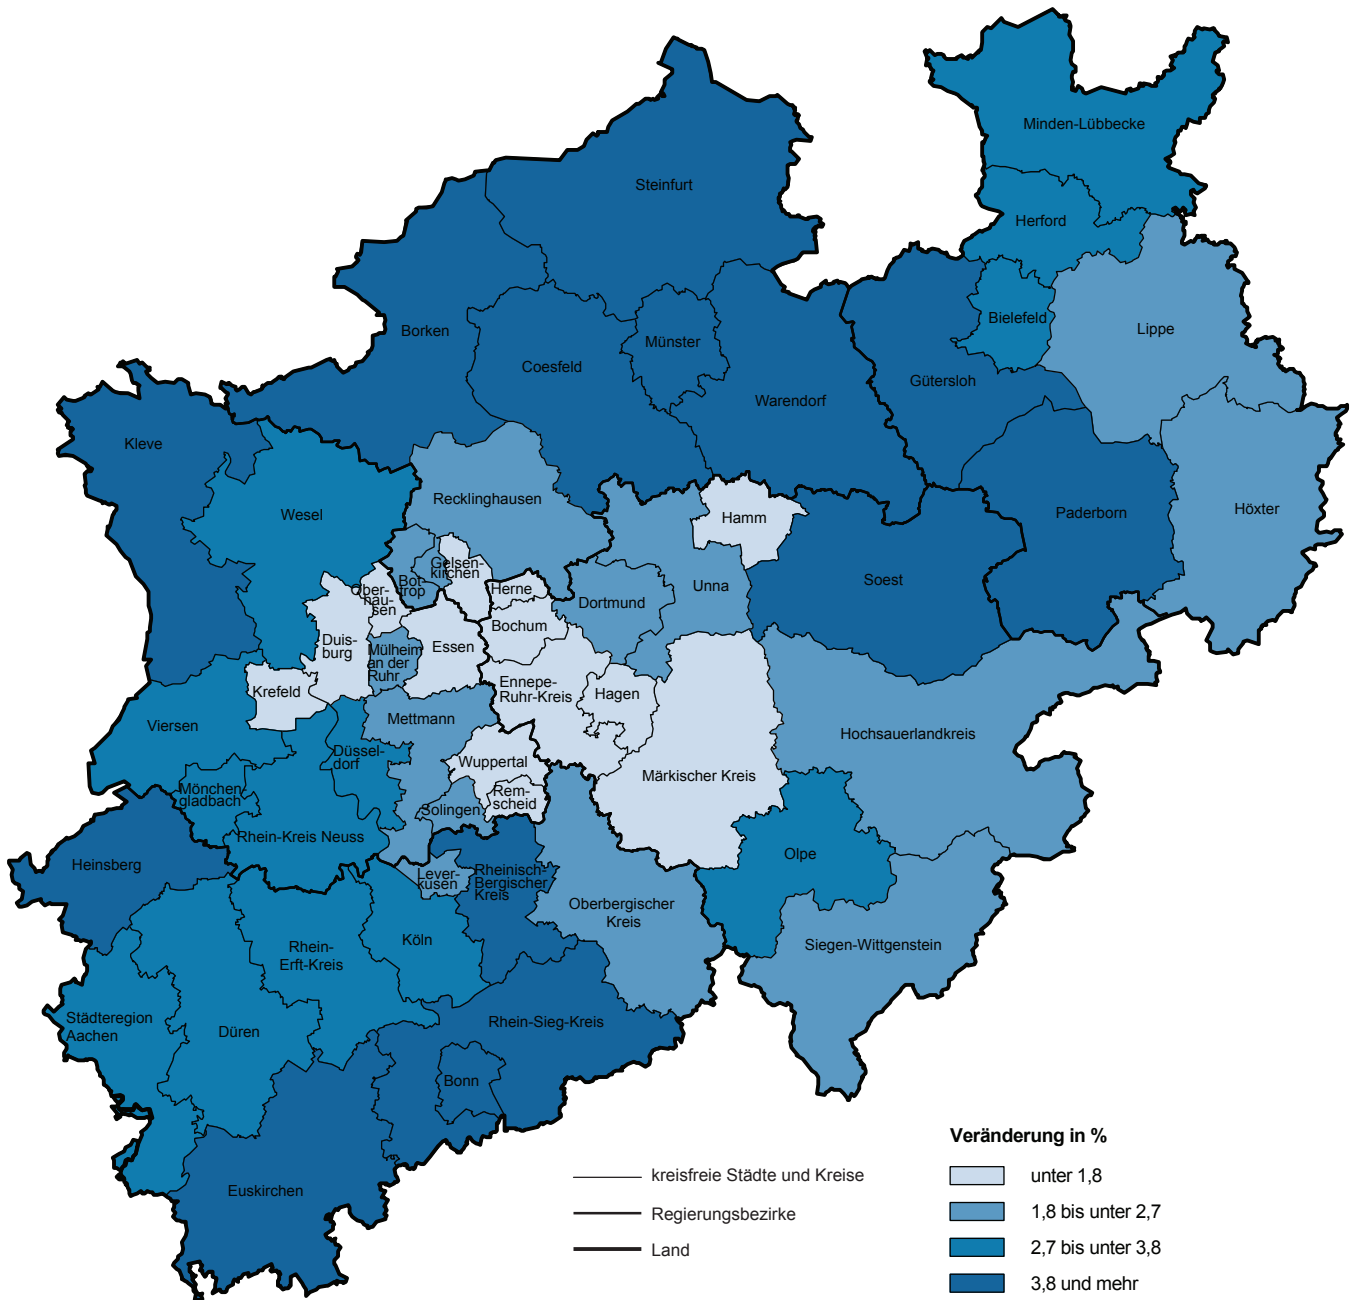 Minden-Lübbecke
Steinfurt
Herford
Bielefeld
Lippe
Borken
Münster
Coesfeld
Gütersloh
Warendorf
Kleve
Recklinghausen
Wesel
Hamm
Höxter
Paderborn
Gelsen-
kirchen
Bot-
trop
Ober-
hau-
sen
Herne
Soest
Unna
Dortmund
Bochum
Duis-
burg
Essen
Mülheim
an der
Ruhr
Krefeld
Ennepe-
Ruhr-Kreis
Hagen
Viersen
Mettmann
Hochsauerlandkreis
Düssel-
dorf
Wuppertal
Märkischer Kreis
Mönchen
gladbach
Rem-
scheid
Solingen
Rhein-Kreis Neuss
Heinsberg
Olpe
Lever-
kusen
Rheinisch-
Bergischer
Kreis
Oberbergischer
Kreis
Köln
Rhein-
Erft-Kreis
Siegen-Wittgenstein
Städteregion
Aachen
Düren
Rhein-Sieg-Kreis
Bonn
Euskirchen
kreisfreie Städte und Kreise
Regierungsbezirke
Land
Veränderung in %
unter 1,8
1,8 bis unter 2,7
2,7 bis unter 3,8
3,8 und mehr